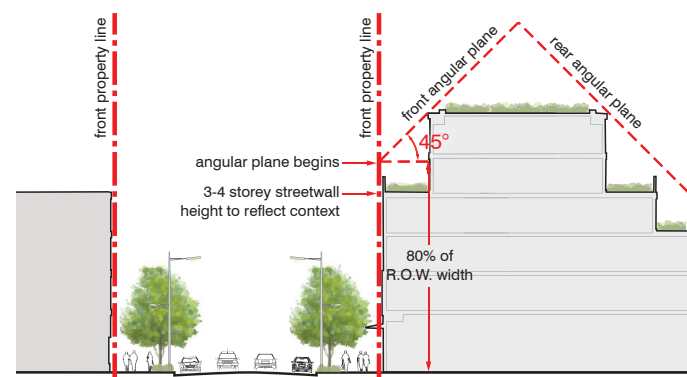 front property line
front property line
front angular plane
rear angular plane
45°
angular plane begins
3-4 storey streetwall
height to reflect context
80% of
R.O.W. width